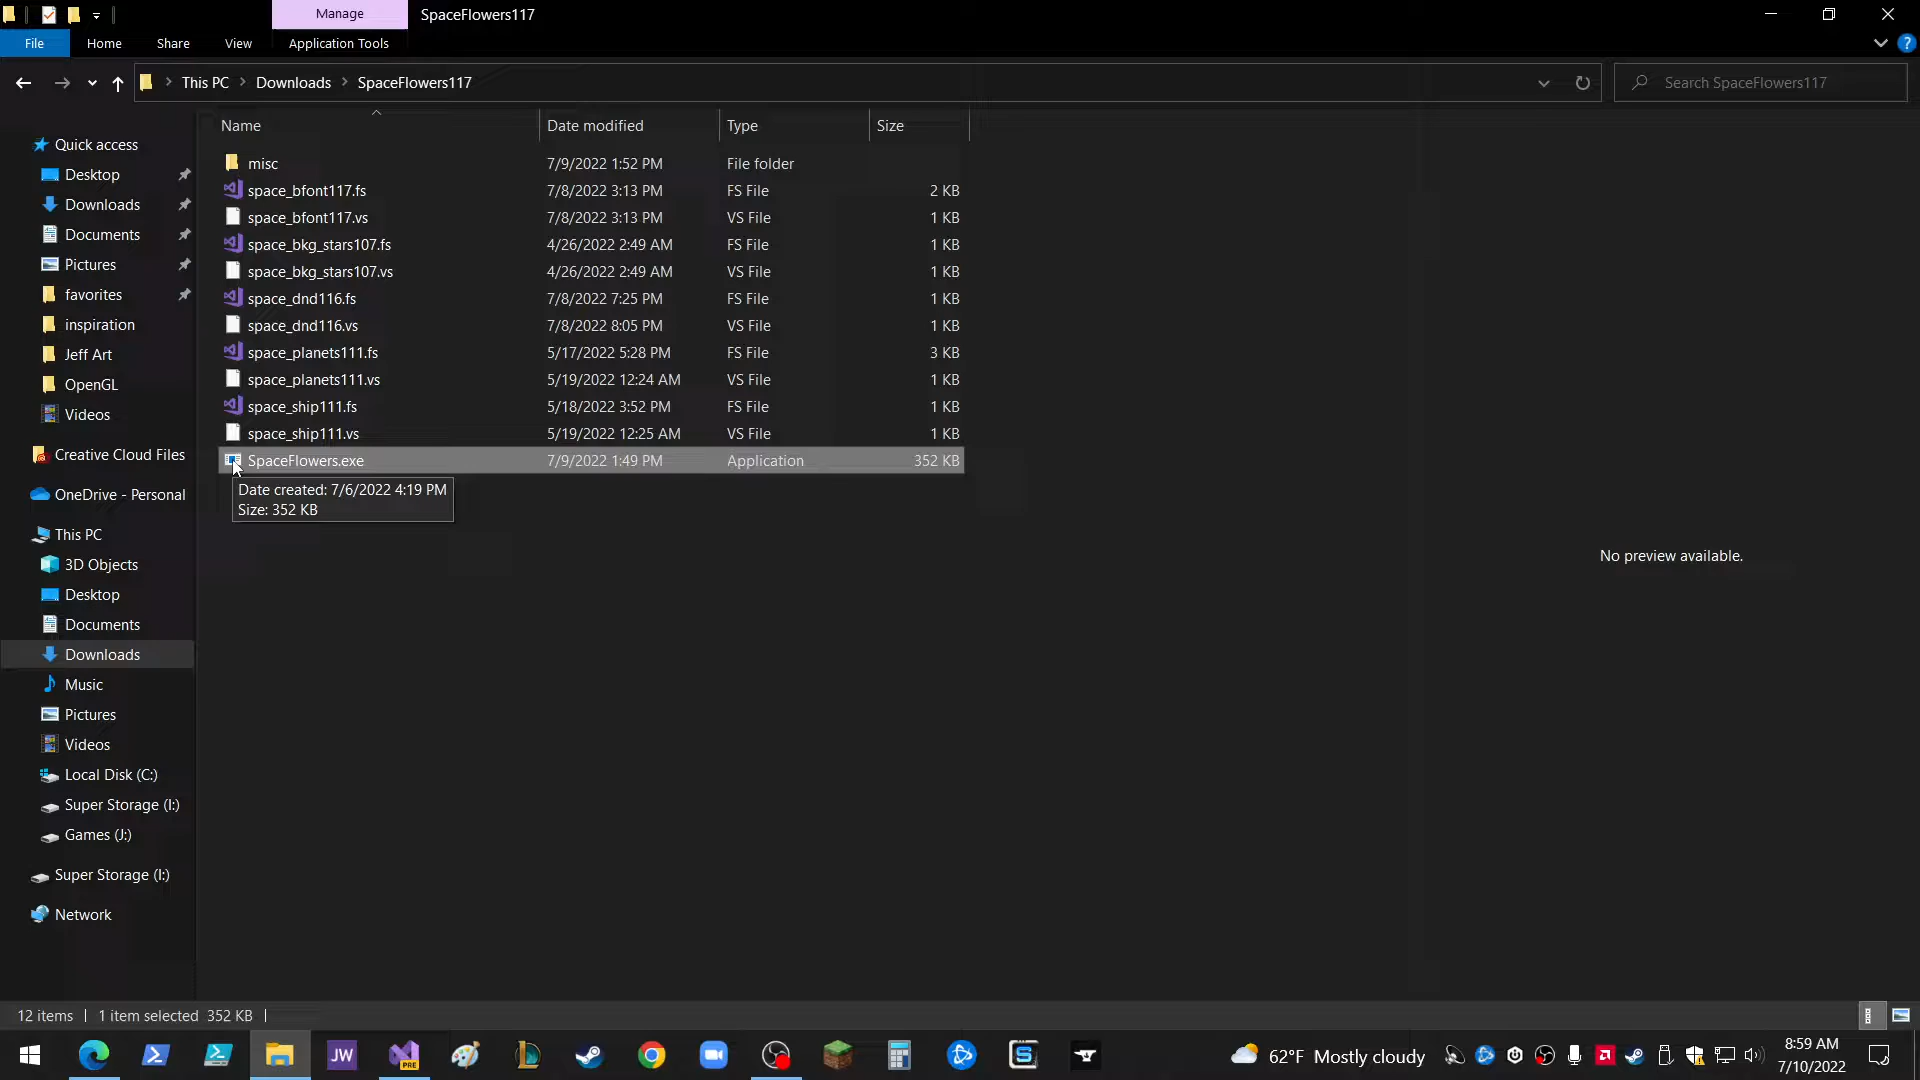 Manage SpaceFlowers117
File Home Share View Application Tools
This PC Downloads SpaceFlowers117 Search SpaceFlowers117
Name Date modified Type Size
Quick access
Desktop
Downloads
Documents
Pictures
favorites
inspiration
Jeff Art
OpenGL
Videos
Creative Cloud Files
OneDrive - Personal
This PC
3D Objects
Desktop
Documents
Downloads
Music
Pictures
Videos
Local Disk (C:)
Super Storage (I:)
Games (J:)
Super Storage (I:)
Network
misc 7/9/2022 1:52 PM File folder
space_bfont117.fs 7/8/2022 3:13 PM FS File 2 KB
space_bfont117.vs 7/8/2022 3:13 PM VS File 1 KB
space_bkg_stars107.fs 4/26/2022 2:49 AM FS File 1 KB
space_bkg_stars107.vs 4/26/2022 2:49 AM VS File 1 KB
space_dnd116.fs 7/8/2022 7:25 PM FS File 1 KB
space_dnd116.vs 7/8/2022 8:05 PM VS File 1 KB
space_planets111.fs 5/17/2022 5:28 PM FS File 3 KB
space_planets111.vs 5/19/2022 12:24 AM VS File 1 KB
space_ship111.fs 5/18/2022 3:52 PM FS File 1 KB
space_ship111.vs 5/19/2022 12:25 AM VS File 1 KB
SpaceFlowers.exe 7/9/2022 1:49 PM Application 352 KB
Date created: 7/6/2022 4:19 PM
Size: 352 KB
No preview available.
12 items 1 item selected 352 KB
JW PRE 62°F Mostly cloudy 8:59 AM
7/10/2022